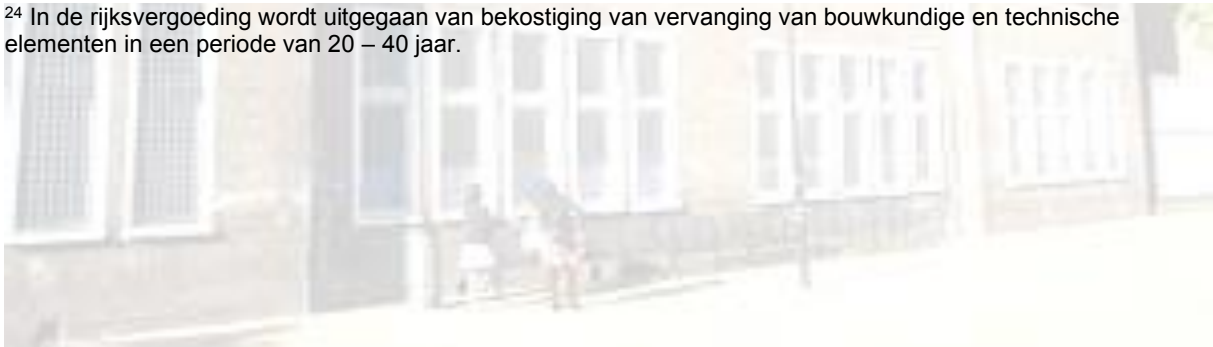 ²⁴ In de rijksvergoeding wordt uitgegaan van bekostiging van vervanging van bouwkundige en technische
elementen in een periode van 20 – 40 jaar.